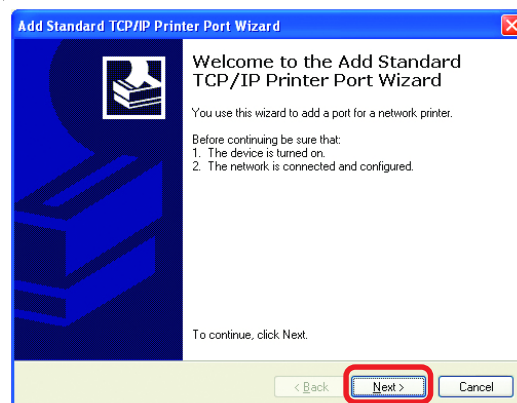 Add Standard TCP/IP Printer Port Wizard
Welcome to the Add Standard
TCP/IP Printer Port Wizard
You use this wizard to add a port for a network printer.
Before continuing be sure that:
1. The device is turned on.
2. The network is connected and configured.
To continue, click Next.
< Back
Next >
Cancel